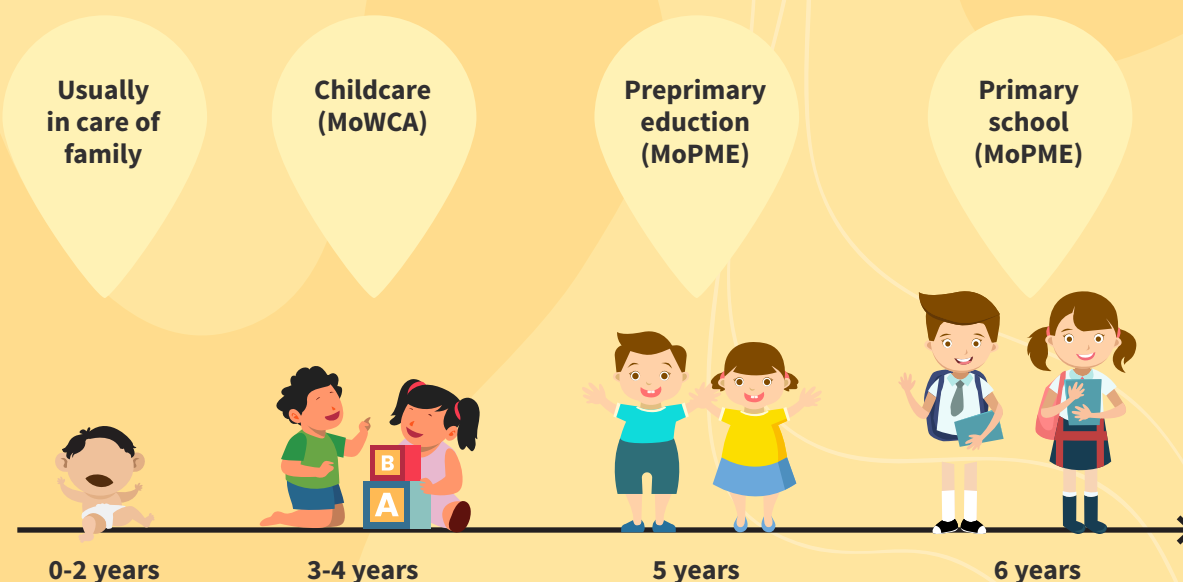 Usually
in care of
family
Childcare
(MoWCA)
Preprimary
eduction
(MoPME)
Primary
school
(MoPME)
B
A
0-2 years
3-4 years
5 years
6 years